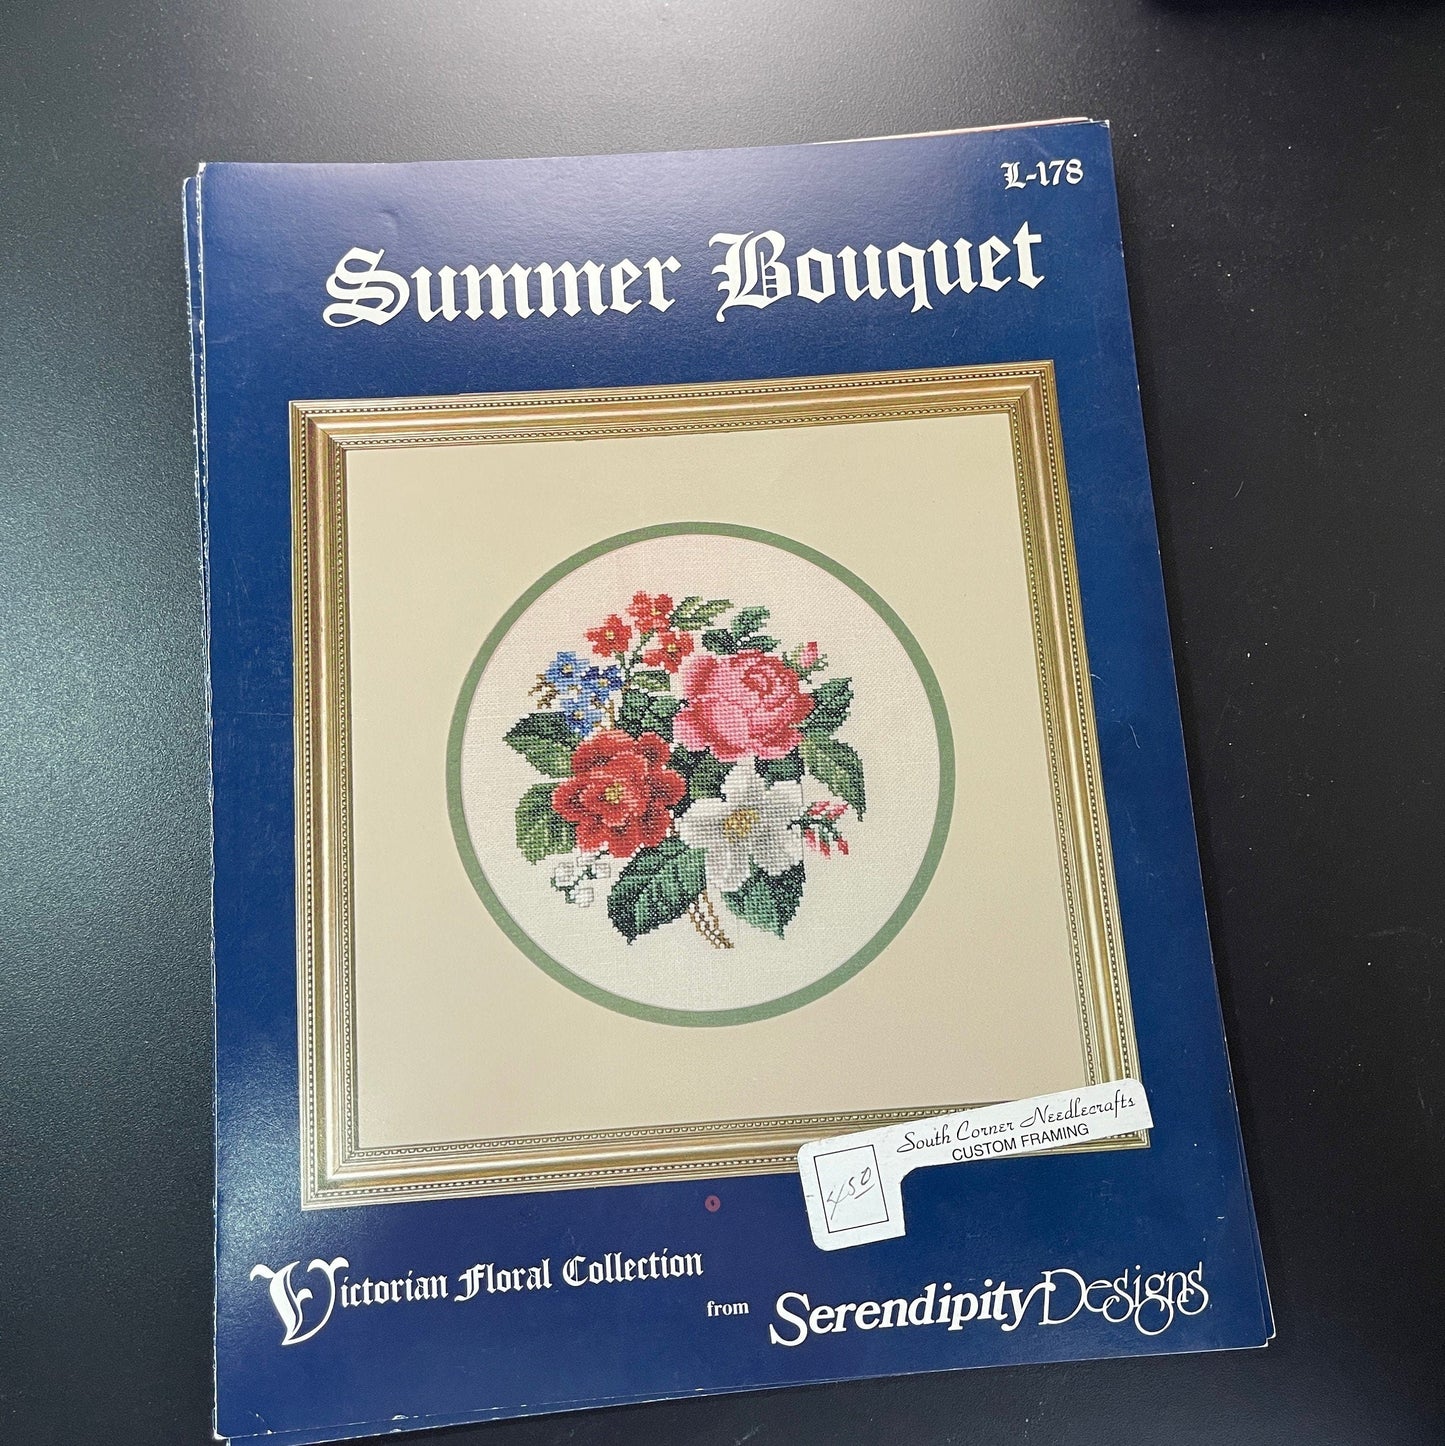 L-178
Summer Bouquet
South Corner Needlecrafts
CUSTOM FRAMING
4.50
Victorian Floral Collection
from
Serendipity Designs